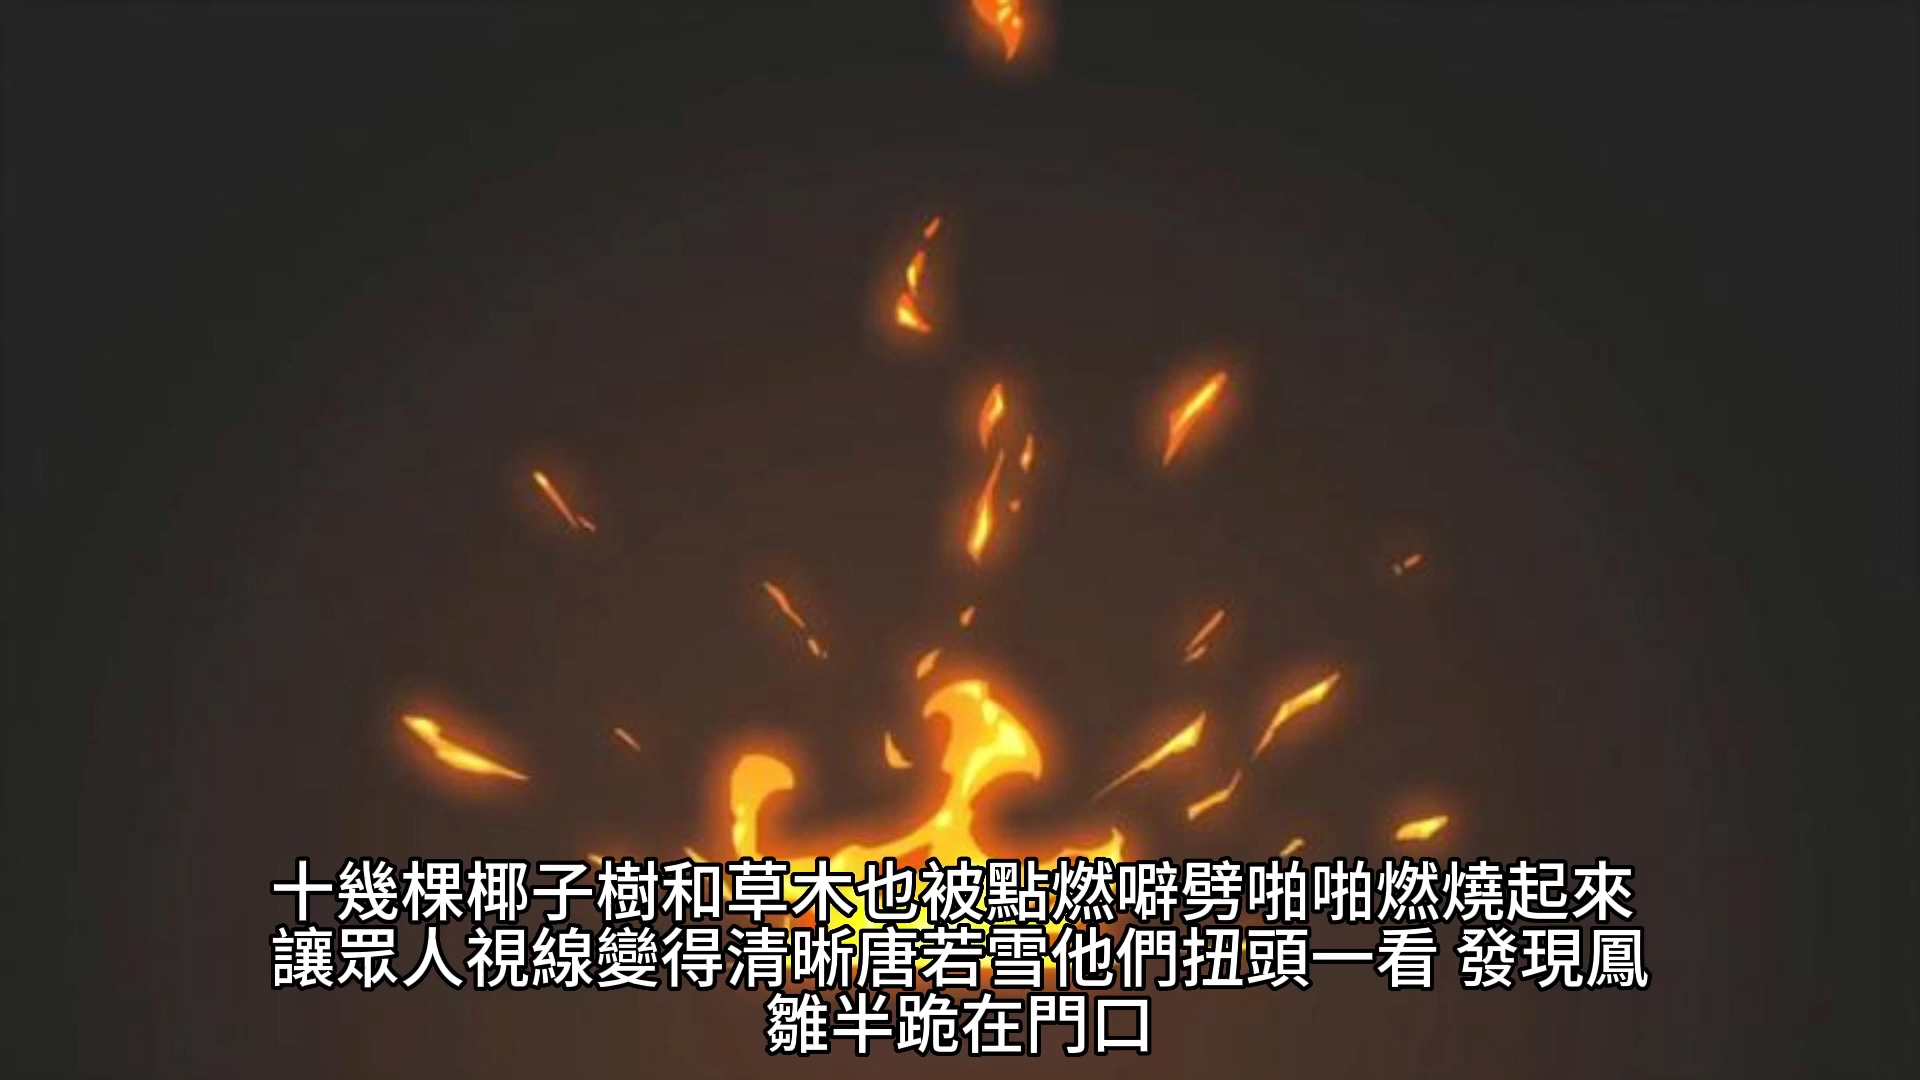 十幾棵椰子樹和草木也被點燃噼劈啪啪燃燒起來
讓眾人視線變得清晰唐若雪他們扭頭一看 發現鳳
雛半跪在門口